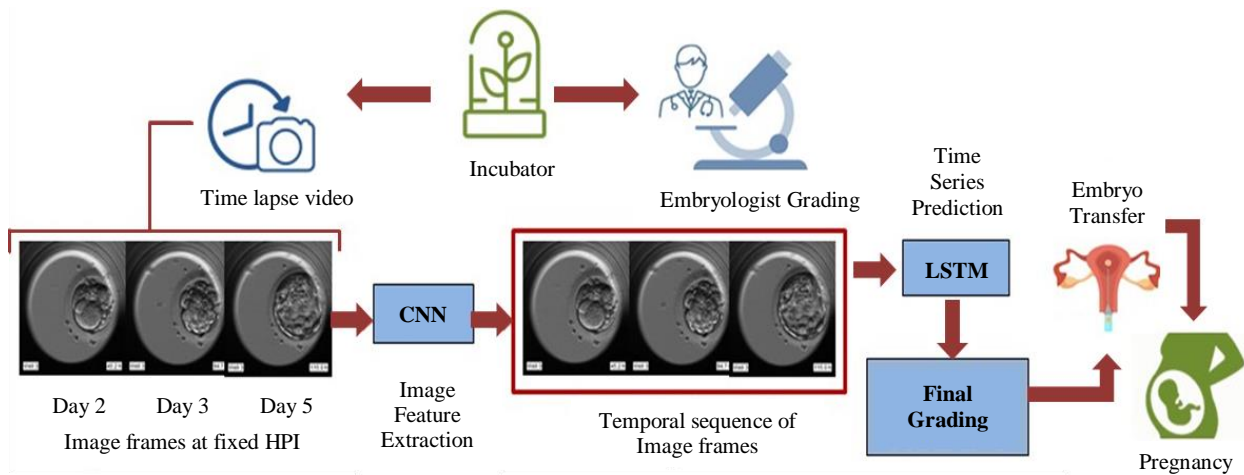 Incubator
Time lapse video
Embryologist Grading
Time
Series
Prediction
Embryo
Transfer
CNN
LSTM
Day 2
Day 3
Day 5
Image frames at fixed HPI
Image
Feature
Extraction
Temporal sequence of
Image frames
Final
Grading
Pregnancy